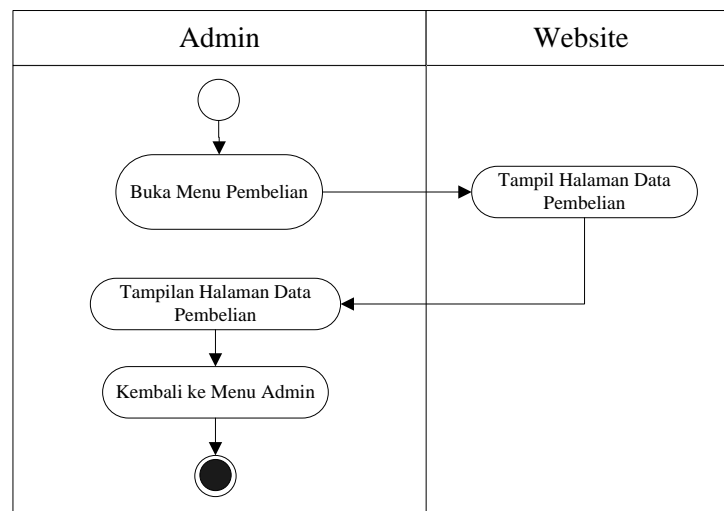 Admin
Website
Buka Menu Pembelian
Tampil Halaman Data
Pembelian
Tampilan Halaman Data
Pembelian
Kembali ke Menu Admin